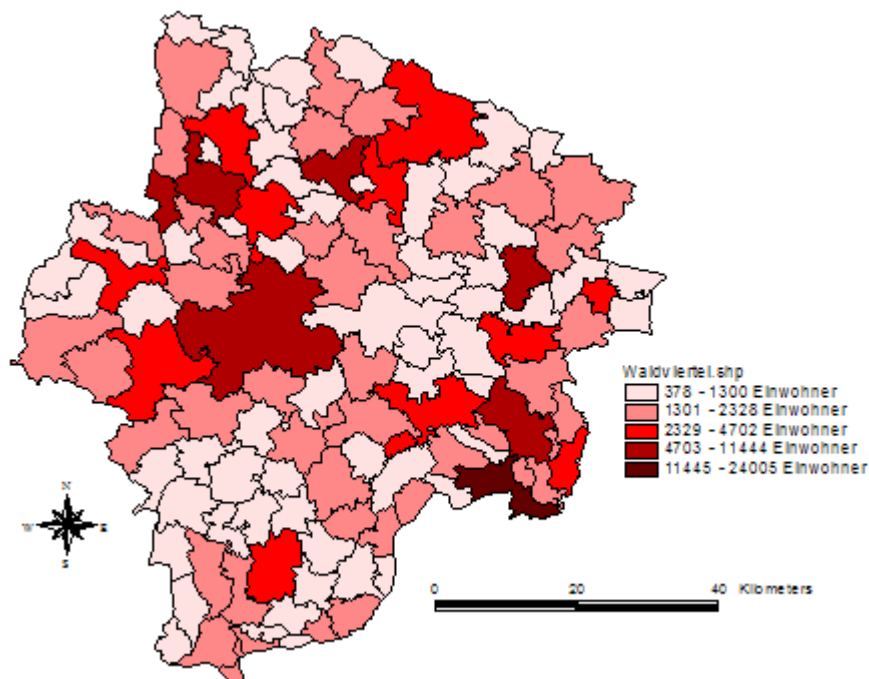 Waldviertel.shp
378 - 1300 Einwohner
1301 - 2328 Einwohner
2329 - 4702 Einwohner
4703 - 11444 Einwohner
11445 - 24005 Einwohner
N
W E
S
0 20 40 Kilometers